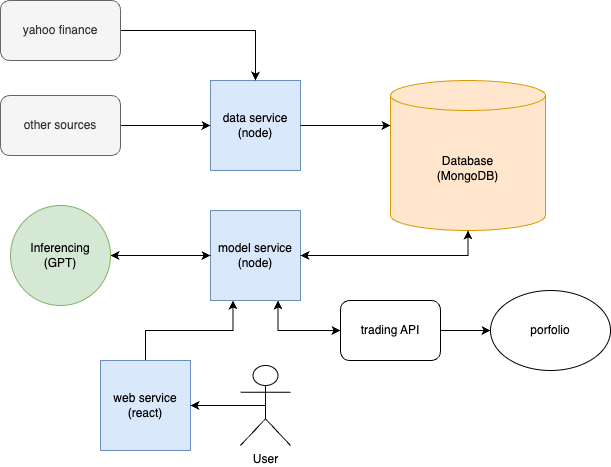 yahoo finance
other sources
data service
(node)
Database
(MongoDB)
Inferencing
(GPT)
model service
(node)
trading API
porfolio
web service
(react)
User